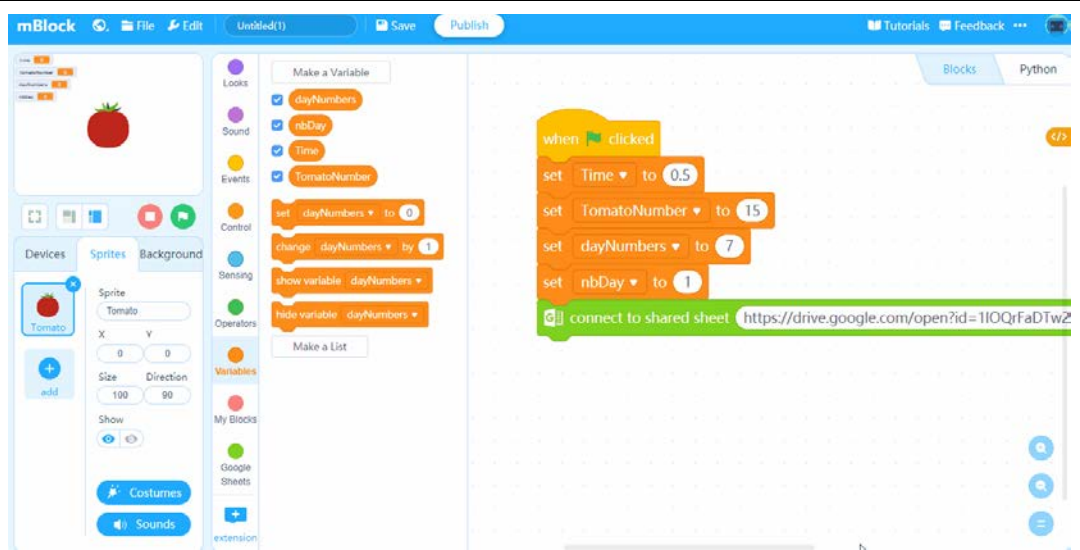 mBlock File Edit Untitled(1) Save Publish Tutorials Feedback
Make a Variable
dayNumbers
nbDay
Time
TomatoNumber
set dayNumbers to 0
change dayNumbers by 1
show variable dayNumbers
hide variable dayNumbers
Make a List
Looks
Sound
Events
Control
Sensing
Operators
Variables
My Blocks
Google
Sheets
extension
Devices Sprites Background
Tomato
add
Sprite
Tomato
X Y
0 0
Size Direction
100 90
Show
Costumes
Sounds
Blocks Python
</>
when clicked
set Time to 0.5
set TomatoNumber to 15
set dayNumbers to 7
set nbDay to 1
connect to shared sheet https://drive.google.com/open?id=1IOQrFaDTwZ